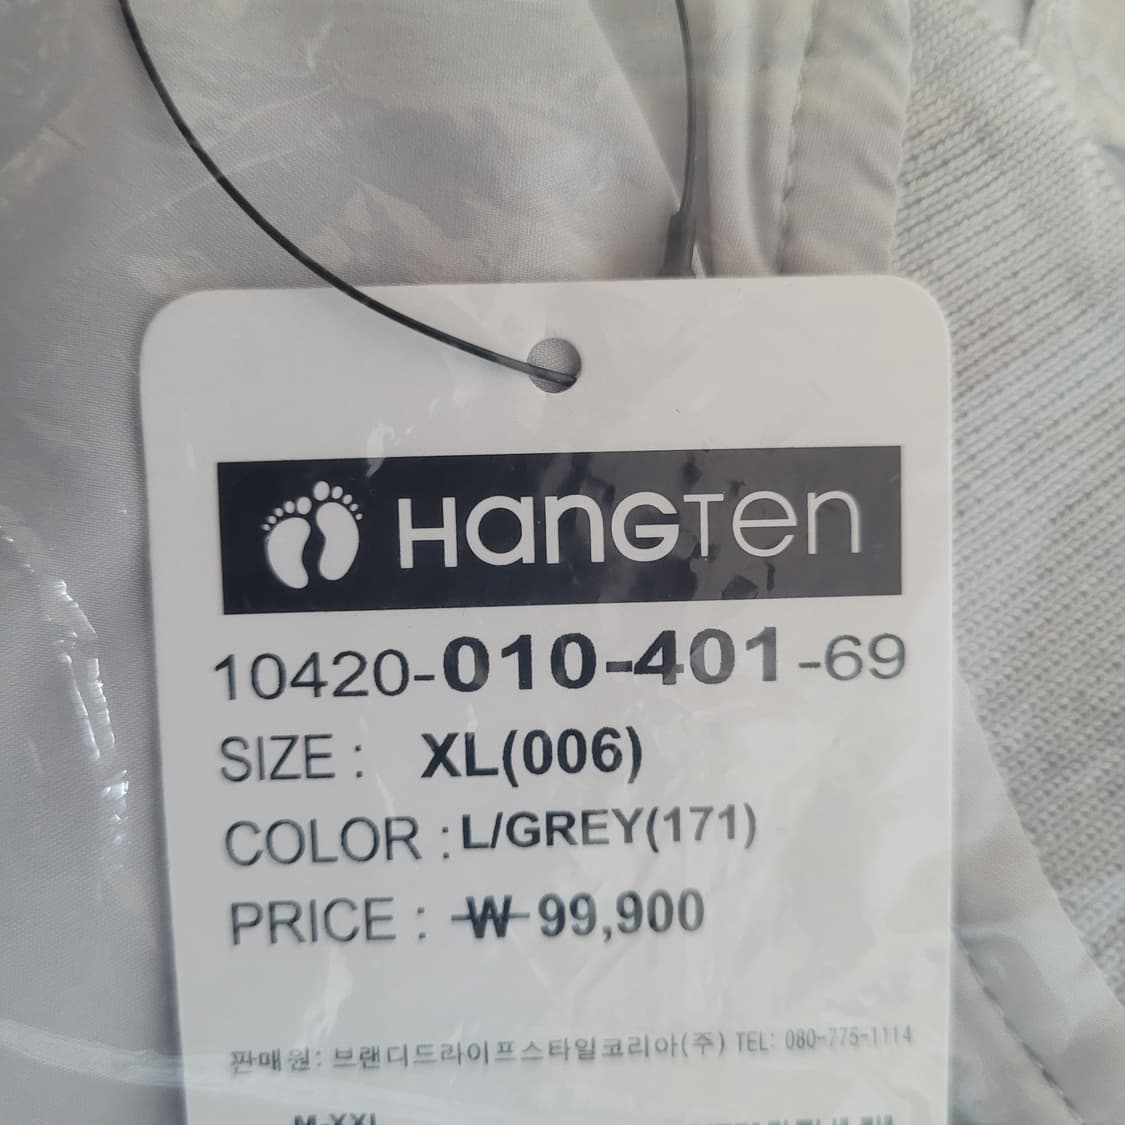 HangTen
10420-010-401-69
SIZE : XL(006)
COLOR : L/GREY(171)
PRICE : ₩99,900
판매원: 브랜디드라이프스타일코리아(주) TEL: 080-775-1114
M-XXL